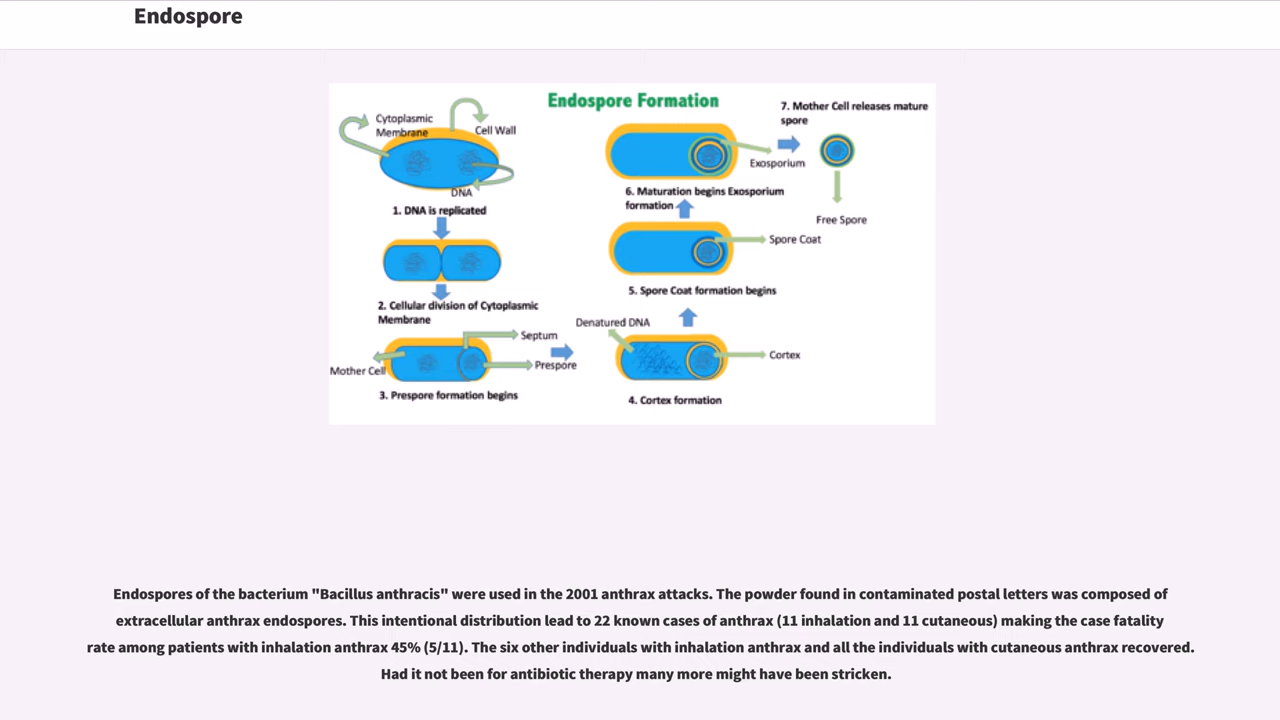 Endospore
Endospore Formation
Cytoplasmic
Membrane
Cell Wall
DNA
1. DNA is replicated
2. Cellular division of Cytoplasmic
Membrane
Septum
Mother Cell
Prespore
3. Prespore formation begins
Denatured DNA
Cortex
4. Cortex formation
Spore Coat
5. Spore Coat formation begins
Exosporium
6. Maturation begins Exosporium
formation
7. Mother Cell releases mature
spore
Free Spore
Endospores of the bacterium "Bacillus anthracis" were used in the 2001 anthrax attacks. The powder found in contaminated postal letters was composed of
extracellular anthrax endospores. This intentional distribution lead to 22 known cases of anthrax (11 inhalation and 11 cutaneous) making the case fatality
rate among patients with inhalation anthrax 45% (5/11). The six other individuals with inhalation anthrax and all the individuals with cutaneous anthrax recovered.
Had it not been for antibiotic therapy many more might have been stricken.